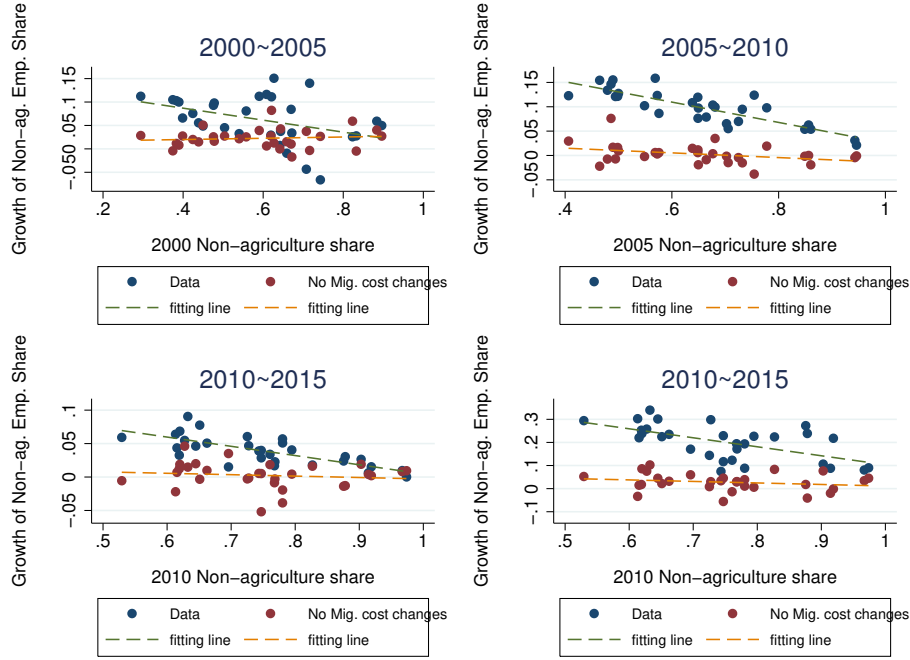 2000~2005
Growth of Non-ag. Emp. Share
.15
.1
.05
0
-.05
.2
.4
.6
.8
1
2000 Non-agriculture share
Data
No Mig. cost changes
fitting line
fitting line
2005~2010
Growth of Non-ag. Emp. Share
.15
.1
.05
0
-.05
.4
.6
.8
1
2005 Non-agriculture share
Data
No Mig. cost changes
fitting line
fitting line
2010~2015
Growth of Non-ag. Emp. Share
.1
.05
0
-.05
.5
.6
.7
.8
.9
1
2010 Non-agriculture share
Data
No Mig. cost changes
fitting line
fitting line
2010~2015
Growth of Non-ag. Emp. Share
.3
.2
.1
0
-.1
.5
.6
.7
.8
.9
1
2010 Non-agriculture share
Data
No Mig. cost changes
fitting line
fitting line